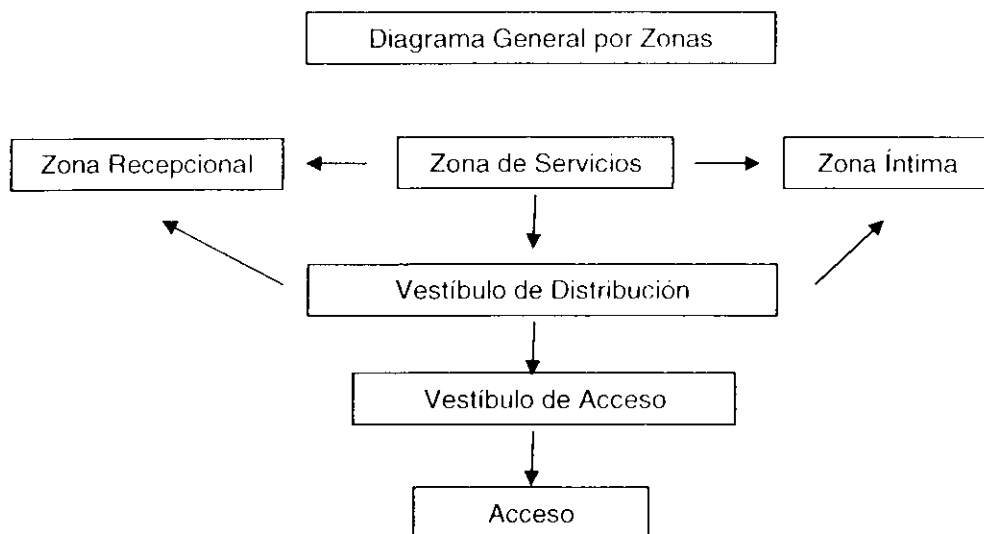 Diagrama General por Zonas
Zona Recepcional
Zona de Servicios
Zona Íntima
Vestíbulo de Distribución
Vestíbulo de Acceso
Acceso